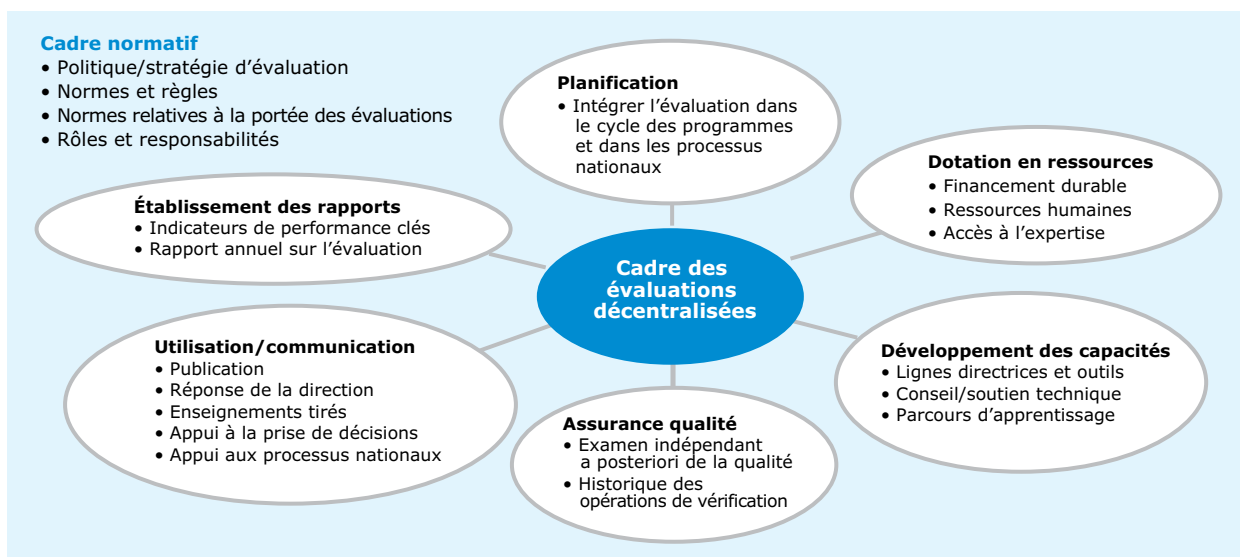 Cadre normatif
• Politique/stratégie d’évaluation
• Normes et règles
• Normes relatives à la portée des évaluations
• Rôles et responsabilités
Planification
• Intégrer l’évaluation dans
le cycle des programmes
et dans les processus
nationaux
Dotation en ressources
• Financement durable
• Ressources humaines
• Accès à l’expertise
Établissement des rapports
• Indicateurs de performance clés
• Rapport annuel sur l’évaluation
Cadre des
évaluations
décentralisées
Utilisation/communication
• Publication
• Réponse de la direction
• Enseignements tirés
• Appui à la prise de décisions
• Appui aux processus nationaux
Développement des capacités
• Lignes directrices et outils
• Conseil/soutien technique
• Parcours d’apprentissage
Assurance qualité
• Examen indépendant
a posteriori de la qualité
• Historique des
opérations de vérification